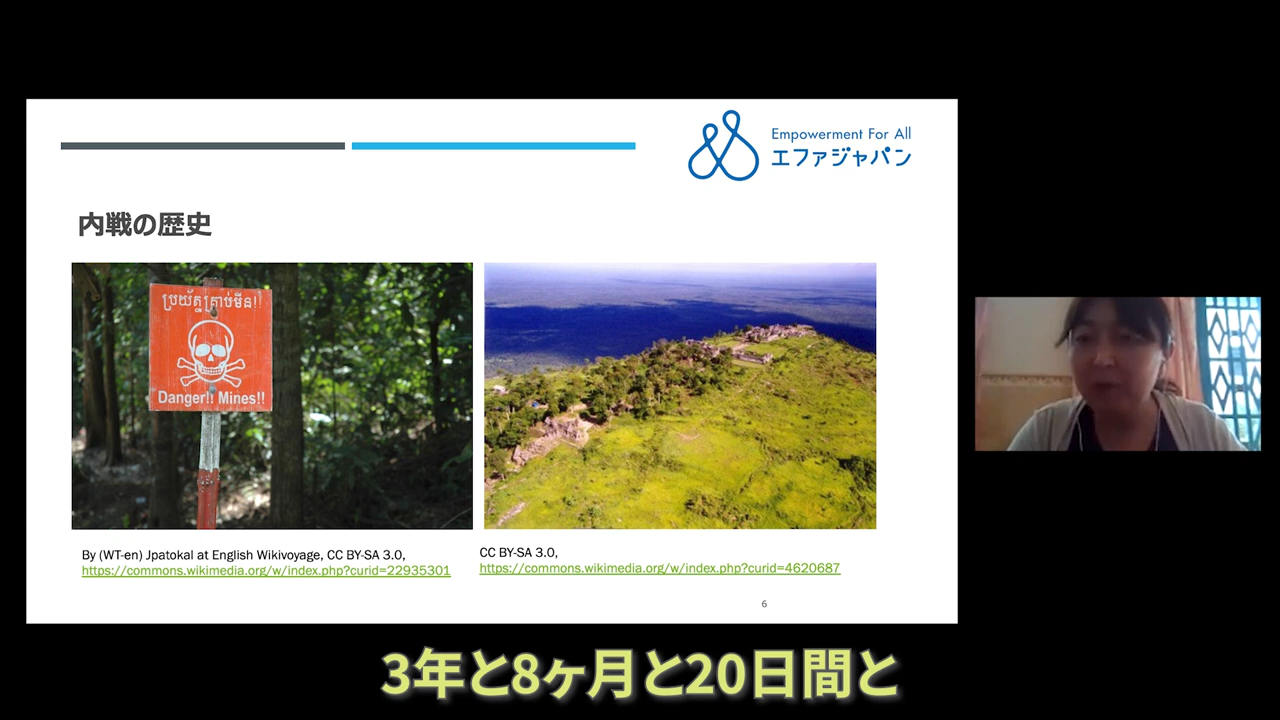 Empowerment For All
エファジャパン
内戦の歴史
ប្រយ័ត្នគ្រាប់មីន!
Danger!! Mines!!
By (WT-en) Jpatokal at English Wikivoyage, CC BY-SA 3.0,
https://commons.wikimedia.org/w/index.php?curid=22935301
CC BY-SA 3.0,
https://commons.wikimedia.org/w/index.php?curid=4620687
6
3年と8ヶ月と20日間と